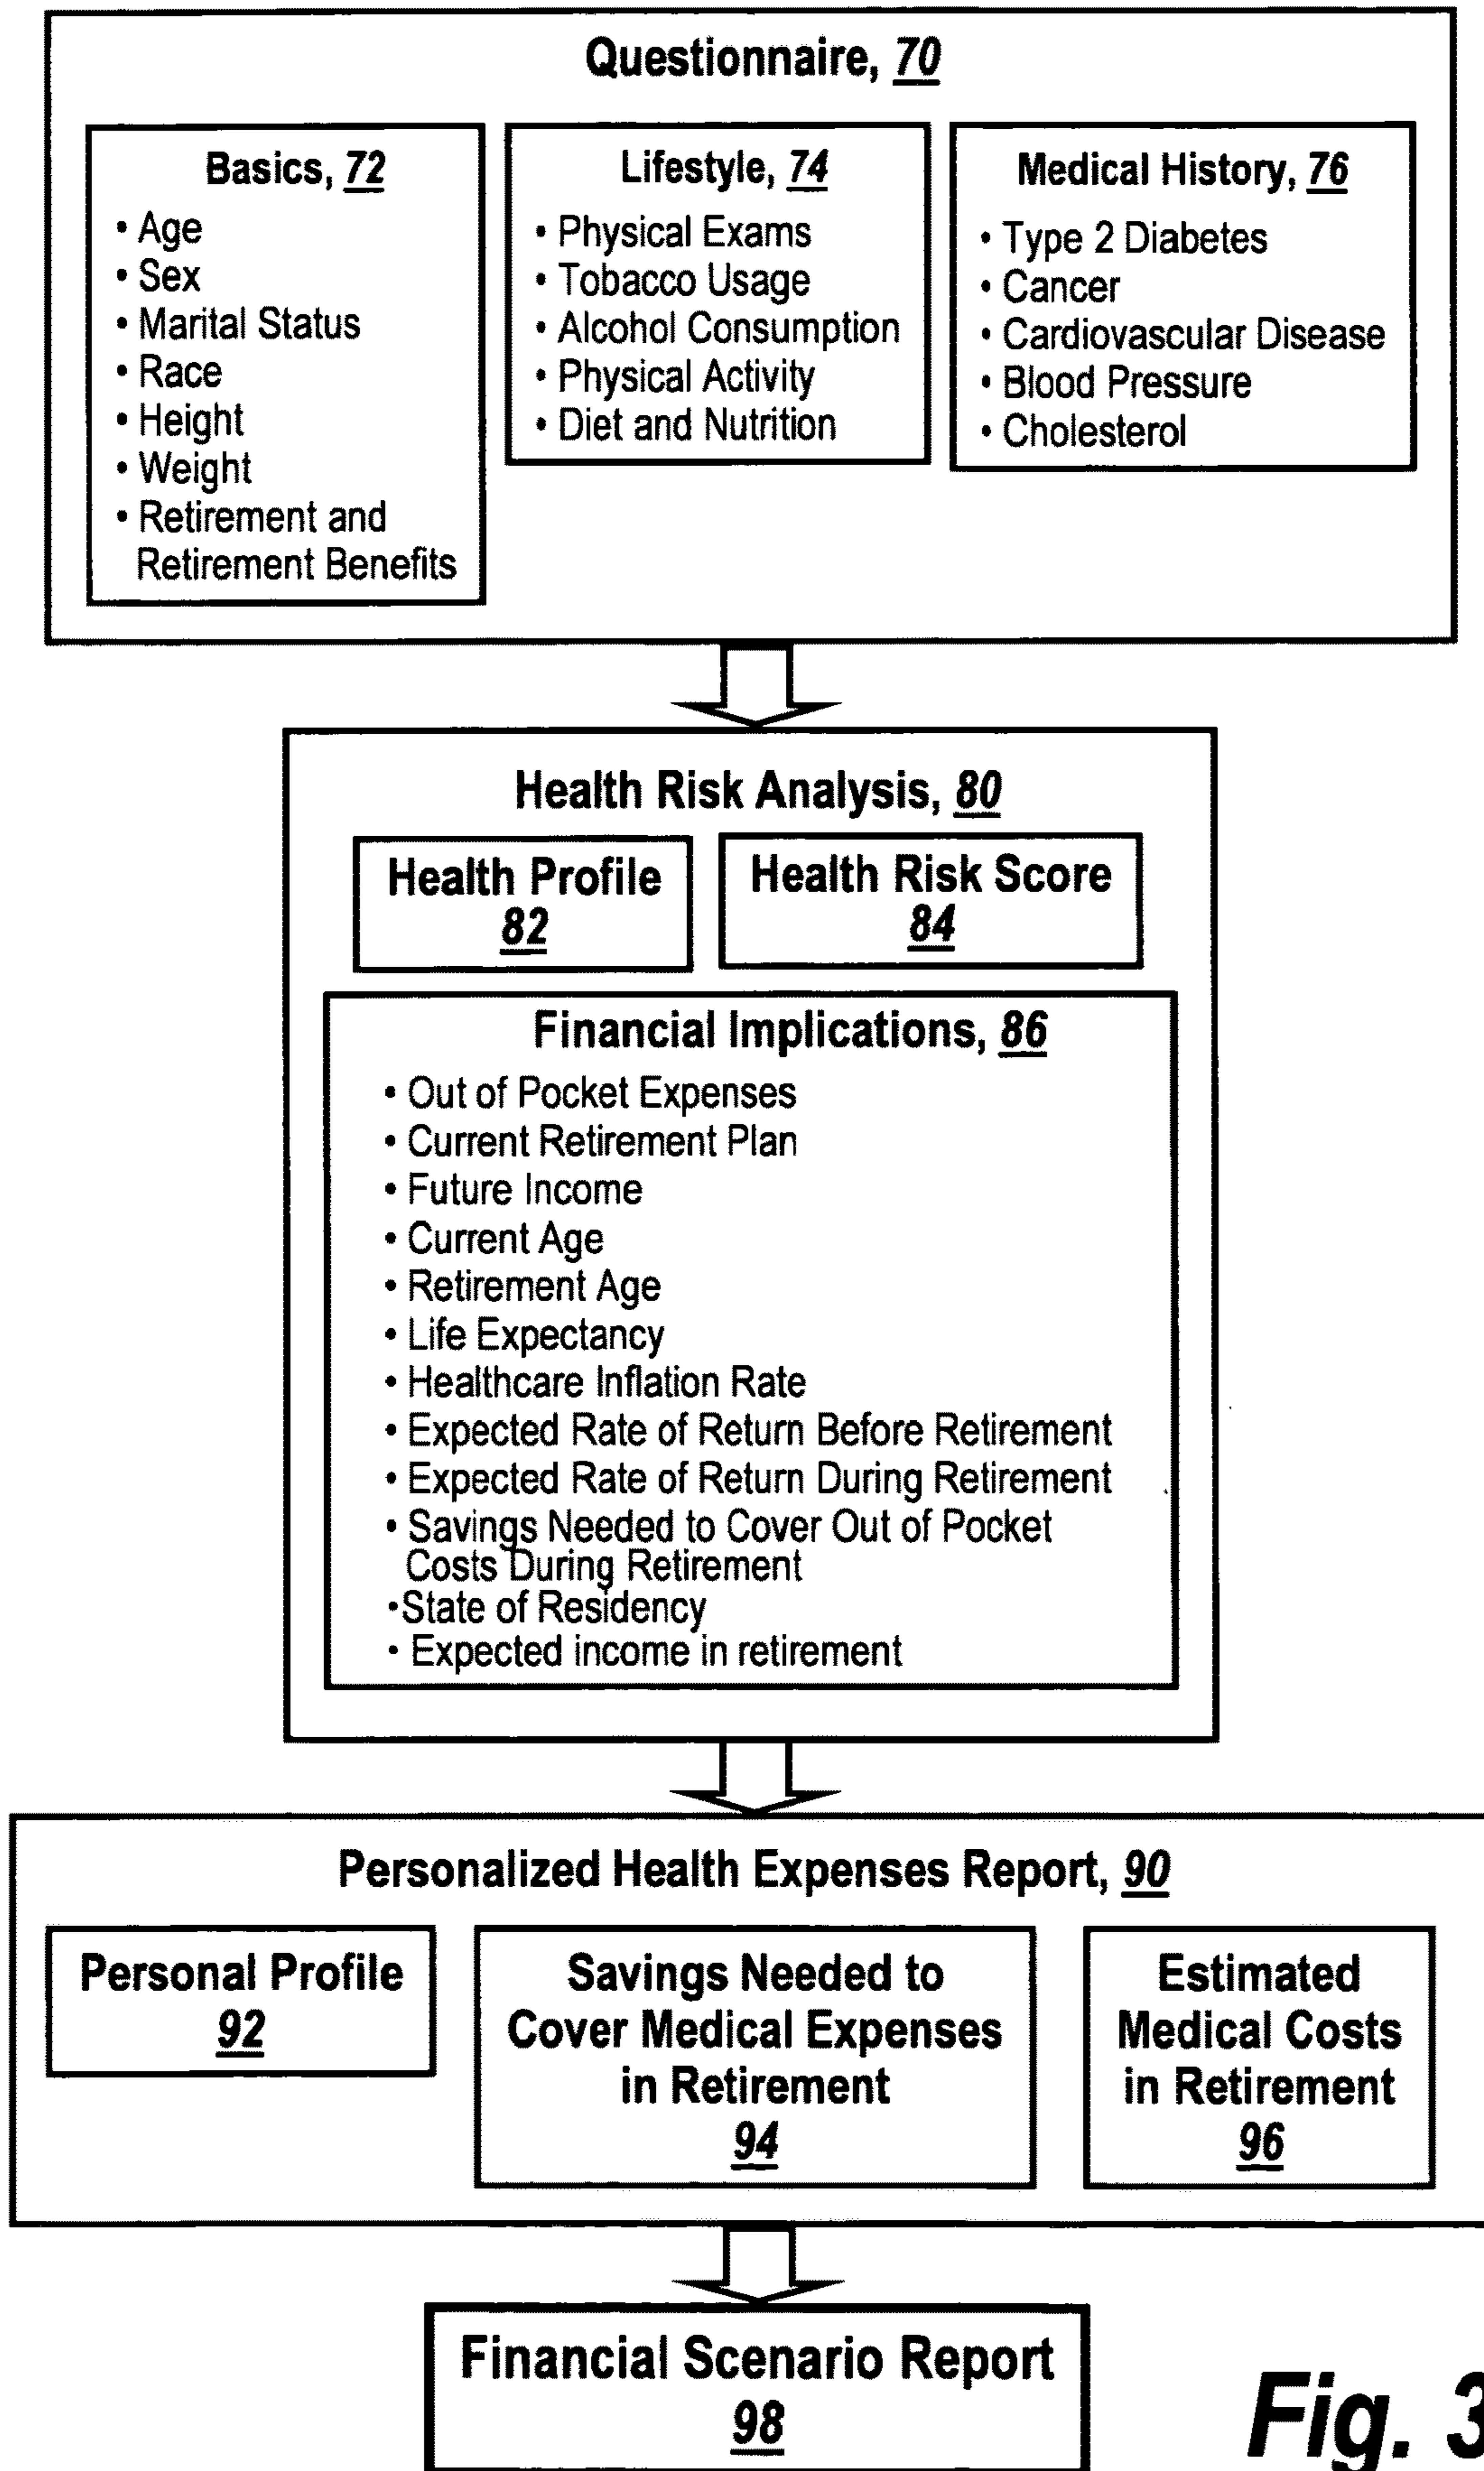 Questionnaire, 70
Basics, 72
• Age
• Sex
• Marital Status
• Race
• Height
• Weight
• Retirement and
Retirement Benefits
Lifestyle, 74
• Physical Exams
• Tobacco Usage
• Alcohol Consumption
• Physical Activity
• Diet and Nutrition
Medical History, 76
• Type 2 Diabetes
• Cancer
• Cardiovascular Disease
• Blood Pressure
• Cholesterol
Health Risk Analysis, 80
Health Profile
82
Health Risk Score
84
Financial Implications, 86
• Out of Pocket Expenses
• Current Retirement Plan
• Future Income
• Current Age
• Retirement Age
• Life Expectancy
• Healthcare Inflation Rate
• Expected Rate of Return Before Retirement
• Expected Rate of Return During Retirement
• Savings Needed to Cover Out of Pocket
Costs During Retirement
•State of Residency
• Expected income in retirement
Personalized Health Expenses Report, 90
Personal Profile
92
Savings Needed to
Cover Medical Expenses
in Retirement
94
Estimated
Medical Costs
in Retirement
96
Financial Scenario Report
98
Fig. 3